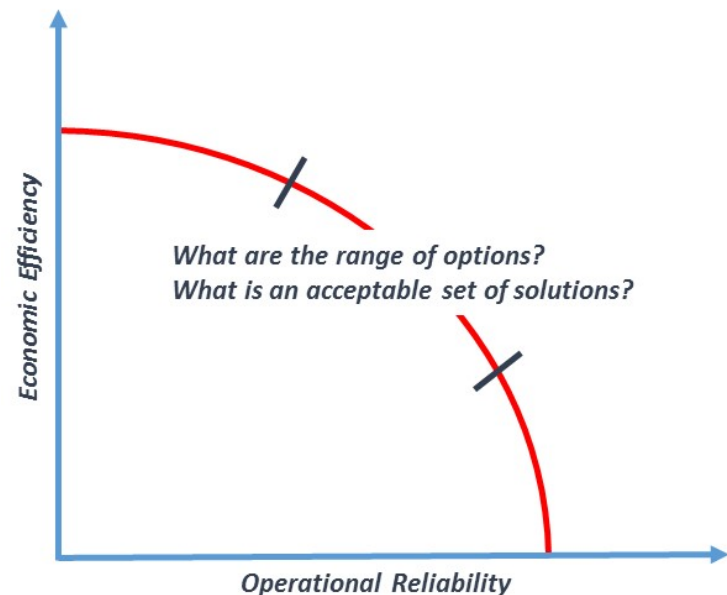 Economic Efficiency
What are the range of options?
What is an acceptable set of solutions?
Operational Reliability